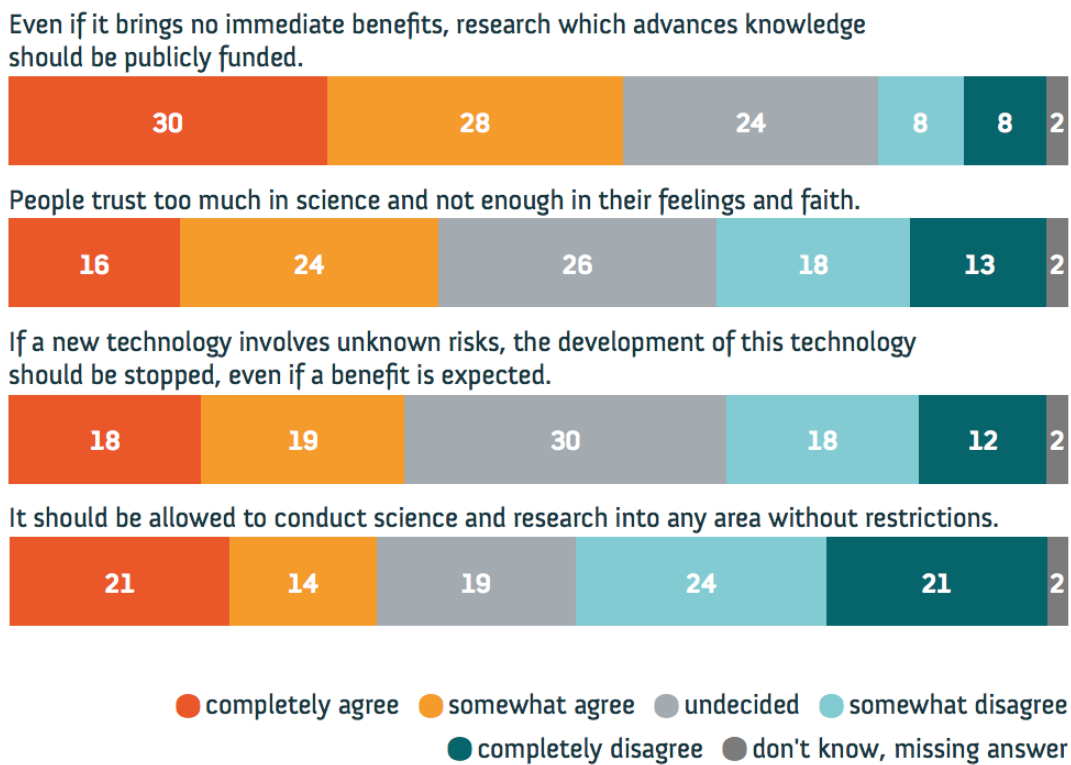 Even if it brings no immediate benefits, research which advances knowledge
should be publicly funded.
30 28 24 8 8 2
People trust too much in science and not enough in their feelings and faith.
16 24 26 18 13 2
If a new technology involves unknown risks, the development of this technology
should be stopped, even if a benefit is expected.
18 19 30 18 12 2
It should be allowed to conduct science and research into any area without restrictions.
21 14 19 24 21 2
completely agree somewhat agree undecided somewhat disagree
completely disagree don't know, missing answer